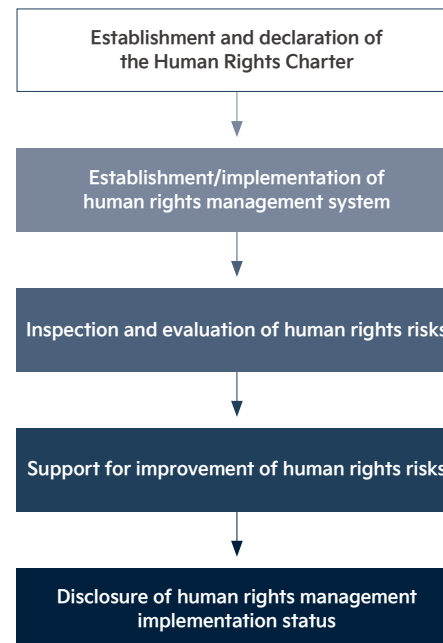 Establishment and declaration of
the Human Rights Charter
Establishment/implementation of
human rights management system
Inspection and evaluation of human rights risks
Support for improvement of human rights risks
Disclosure of human rights management
implementation status